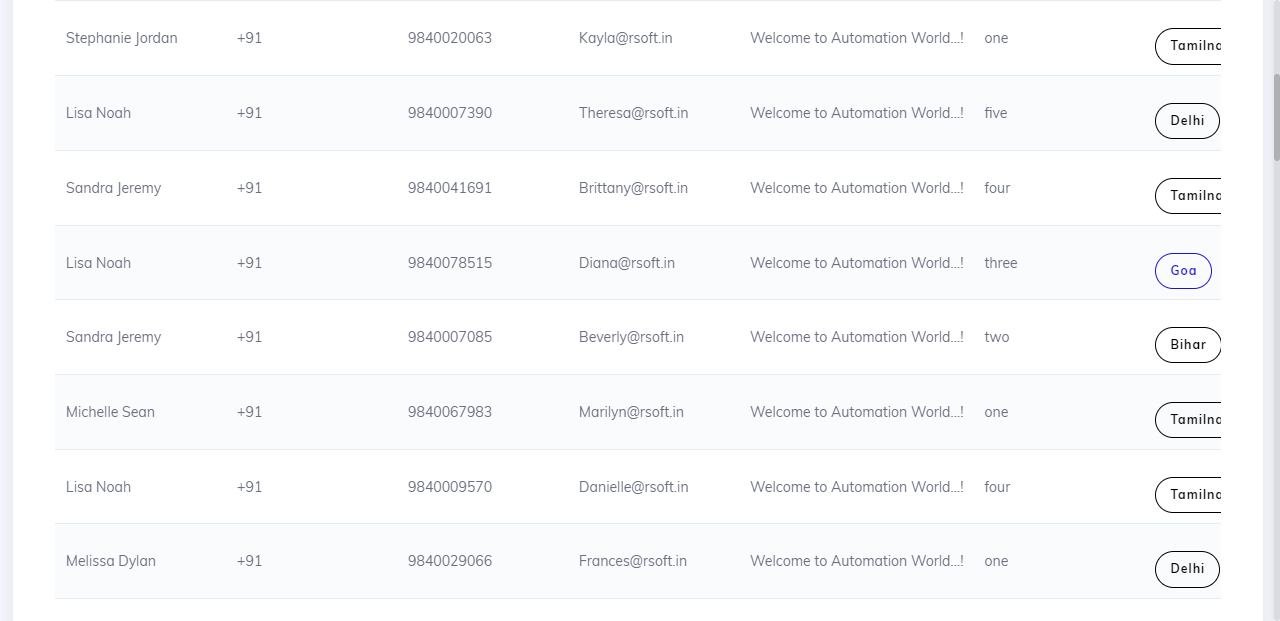 Stephanie Jordan +91 9840020063 Kayla@rsoft.in Welcome to Automation World...! one
Lisa Noah +91 9840007390 Theresa@rsoft.in Welcome to Automation World...! five Delhi
Sandra Jeremy +91 9840041691 Brittany@rsoft.in Welcome to Automation World...! four
Lisa Noah +91 9840078515 Diana@rsoft.in Welcome to Automation World...! three Goa
Sandra Jeremy +91 9840007085 Beverly@rsoft.in Welcome to Automation World...! two Bihar
Michelle Sean +91 9840067983 Marilyn@rsoft.in Welcome to Automation World...! one
Lisa Noah +91 9840009570 Danielle@rsoft.in Welcome to Automation World...! four
Melissa Dylan +91 9840029066 Frances@rsoft.in Welcome to Automation World...! one Delhi